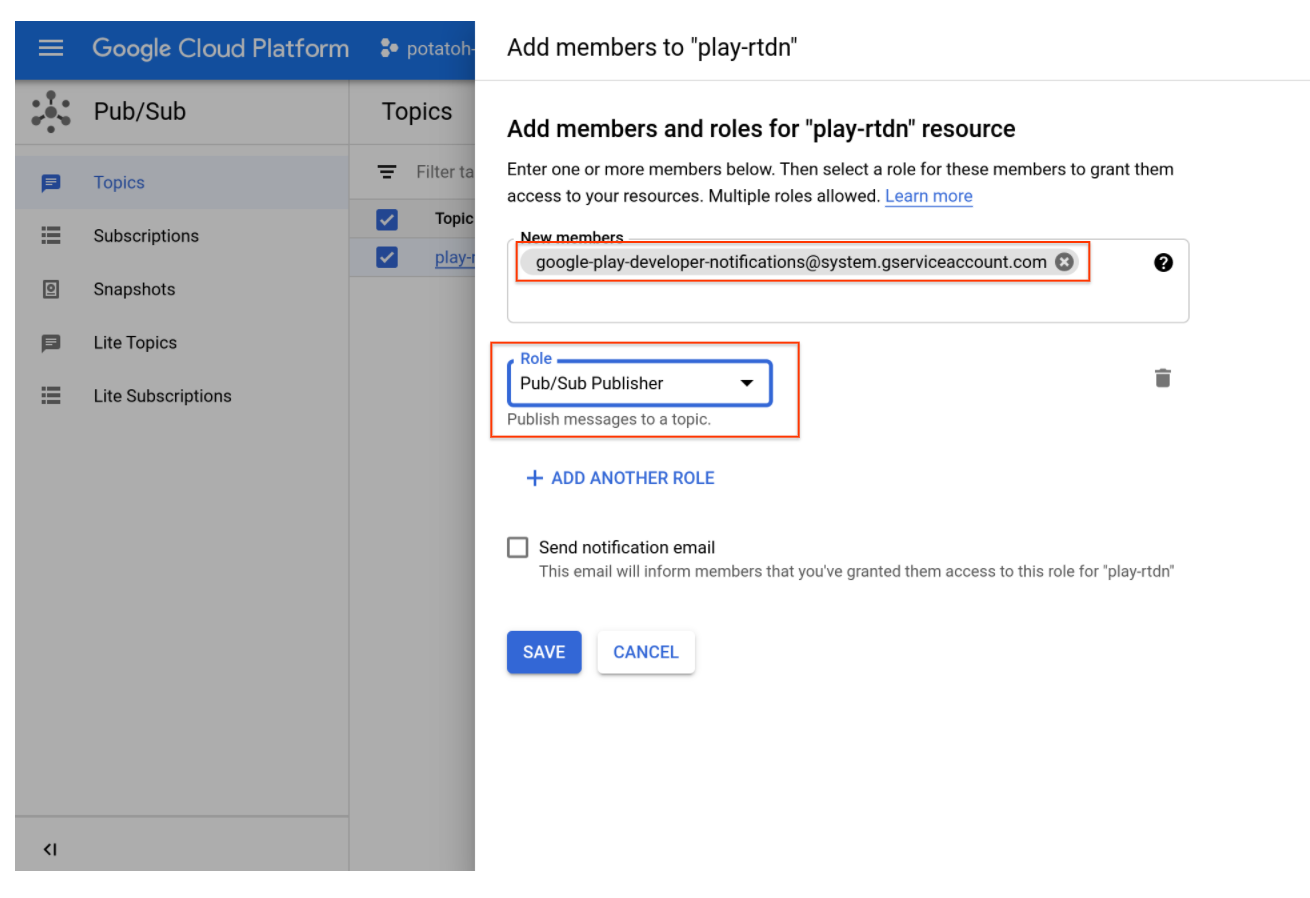 Google Cloud Platform
potatoh-
Add members to "play-rtdn"
Pub/Sub
Topics
Add members and roles for "play-rtdn" resource
Enter one or more members below. Then select a role for these members to grant them
access to your resources. Multiple roles allowed. Learn more
Topics
Filter ta
Topic
Subscriptions
play-r
Snapshots
Lite Topics
Lite Subscriptions
New members
google-play-developer-notifications@system.gserviceaccount.com
Role
Pub/Sub Publisher
Publish messages to a topic.
+ ADD ANOTHER ROLE
Send notification email
This email will inform members that you've granted them access to this role for "play-rtdn"
SAVE
CANCEL